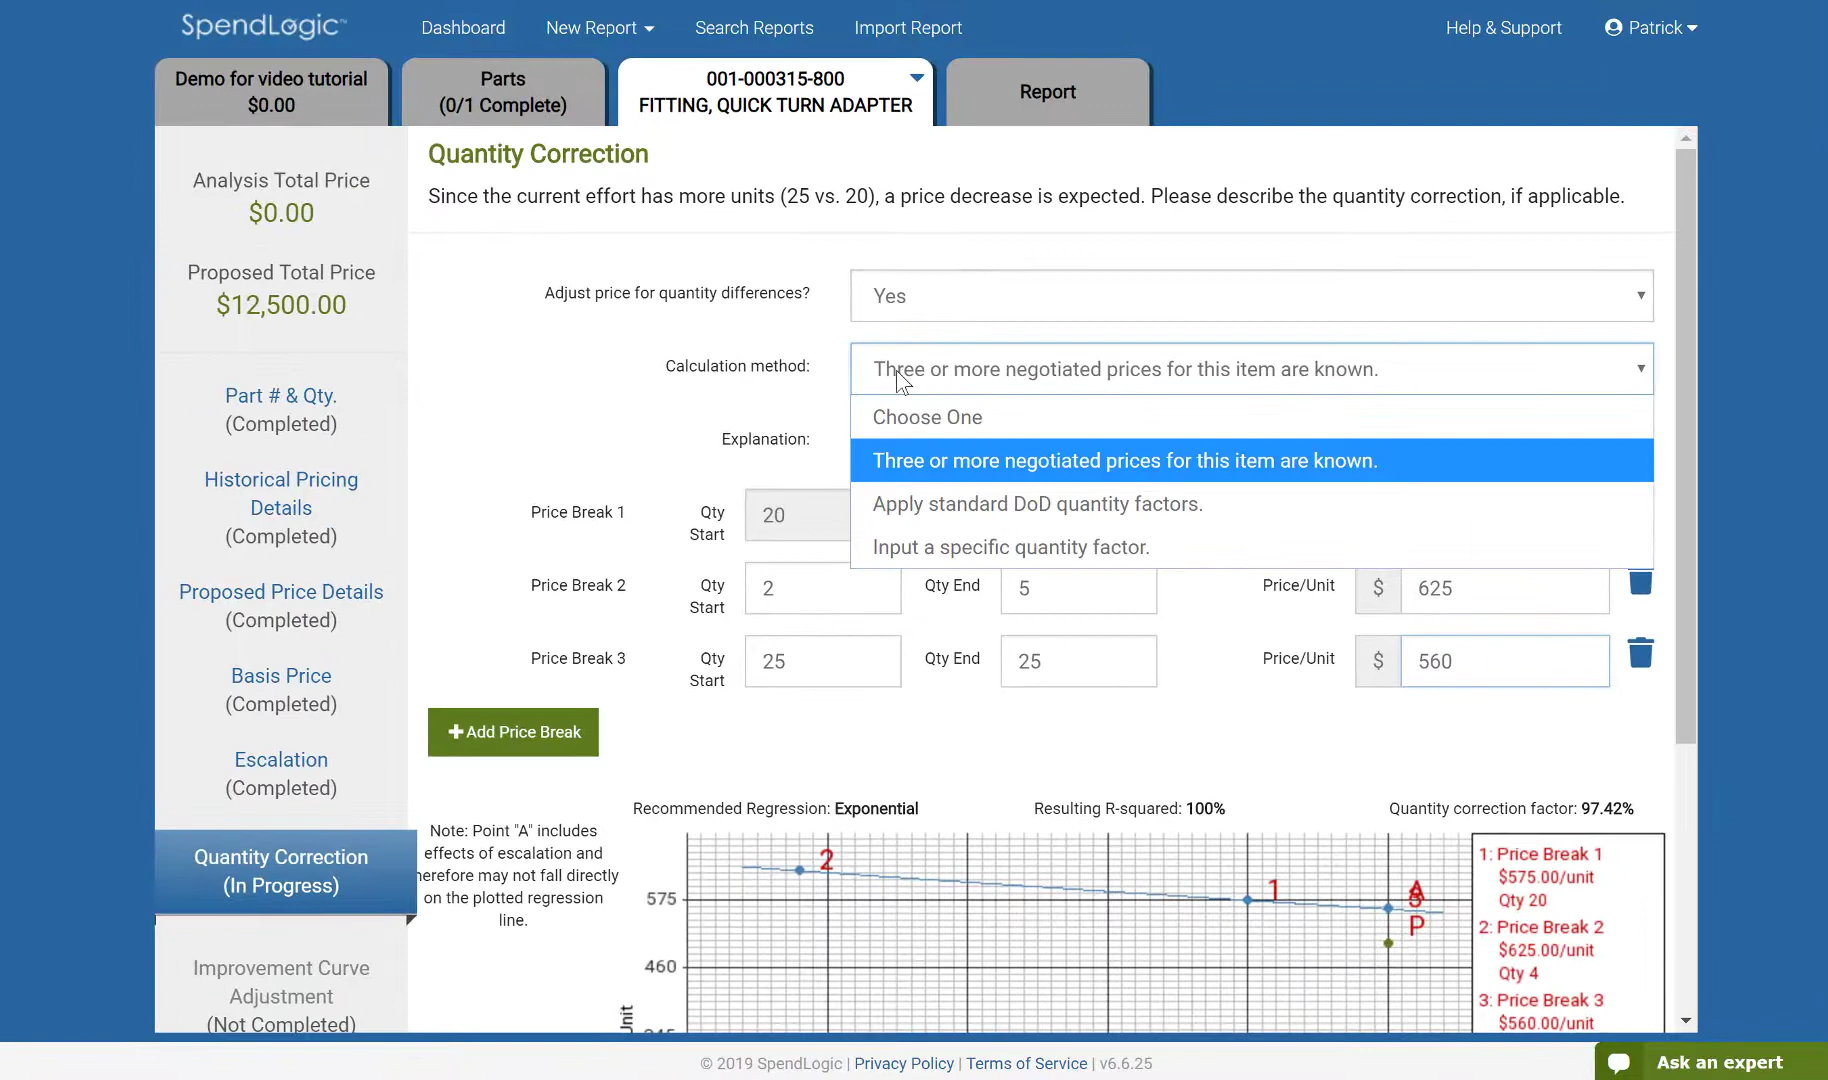 SpendLogic™
Dashboard
New Report
Search Reports
Import Report
Help & Support
Patrick
Demo for video tutorial
$0.00
Parts
(0/1 Complete)
001-000315-800
FITTING, QUICK TURN ADAPTER
Report
Analysis Total Price
$0.00
Proposed Total Price
$12,500.00
Part # & Qty.
(Completed)
Historical Pricing
Details
(Completed)
Proposed Price Details
(Completed)
Basis Price
(Completed)
Escalation
(Completed)
Quantity Correction
(In Progress)
Improvement Curve
Adjustment
(Not Completed)
Quantity Correction
Since the current effort has more units (25 vs. 20), a price decrease is expected. Please describe the quantity correction, if applicable.
Adjust price for quantity differences?
Yes
Calculation method:
Three or more negotiated prices for this item are known.
Choose One
Three or more negotiated prices for this item are known.
Apply standard DoD quantity factors.
Input a specific quantity factor.
Explanation:
Price Break 1
Qty
Start
20
Price Break 2
Qty
Start
2
Qty End
5
Price/Unit
$
625
Price Break 3
Qty
Start
25
Qty End
25
Price/Unit
$
560
Add Price Break
Recommended Regression: Exponential
Resulting R-squared: 100%
Quantity correction factor: 97.42%
Note: Point "A" includes
effects of escalation and
herefore may not fall directly
on the plotted regression
line.
575
460
Unit
2
1
A
3
P
1: Price Break 1
$575.00/unit
Qty 20
2: Price Break 2
$625.00/unit
Qty 4
3: Price Break 3
$560.00/unit
© 2019 SpendLogic | Privacy Policy | Terms of Service | v6.6.25
Ask an expert